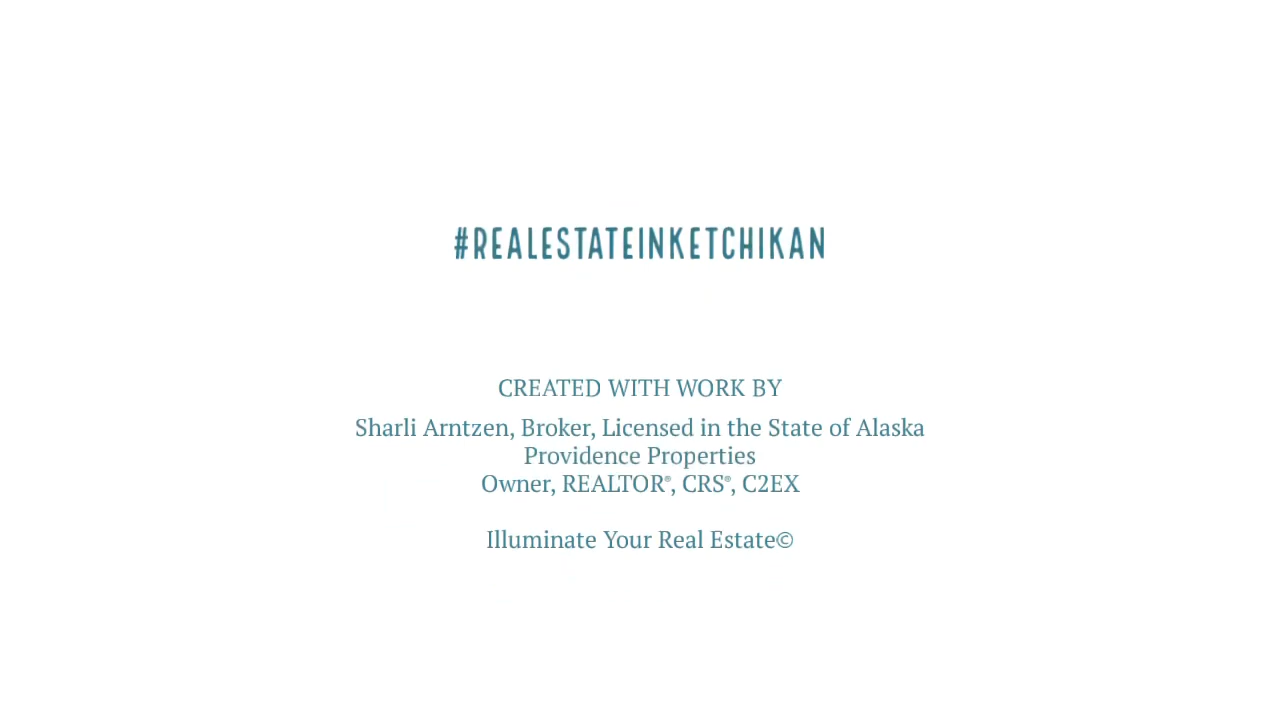 #REALESTATEINKETCHIKAN
CREATED WITH WORK BY
Sharli Arntzen, Broker, Licensed in the State of Alaska
Providence Properties
Owner, REALTOR®, CRS®, C2EX
Illuminate Your Real Estate©